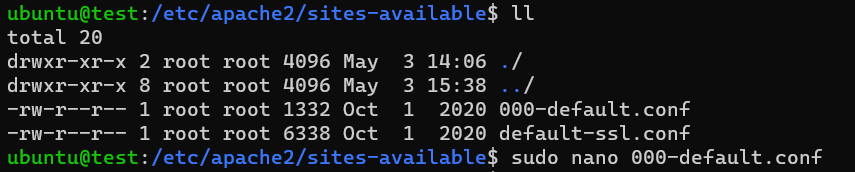 ubuntu@test:/etc/apache2/sites-available$ ll
total 20
drwxr-xr-x 2 root root 4096 May  3 14:06 ./
drwxr-xr-x 8 root root 4096 May  3 15:38 ../
-rw-r--r-- 1 root root 1332 Oct  1  2020 000-default.conf
-rw-r--r-- 1 root root 6338 Oct  1  2020 default-ssl.conf
ubuntu@test:/etc/apache2/sites-available$ sudo nano 000-default.conf